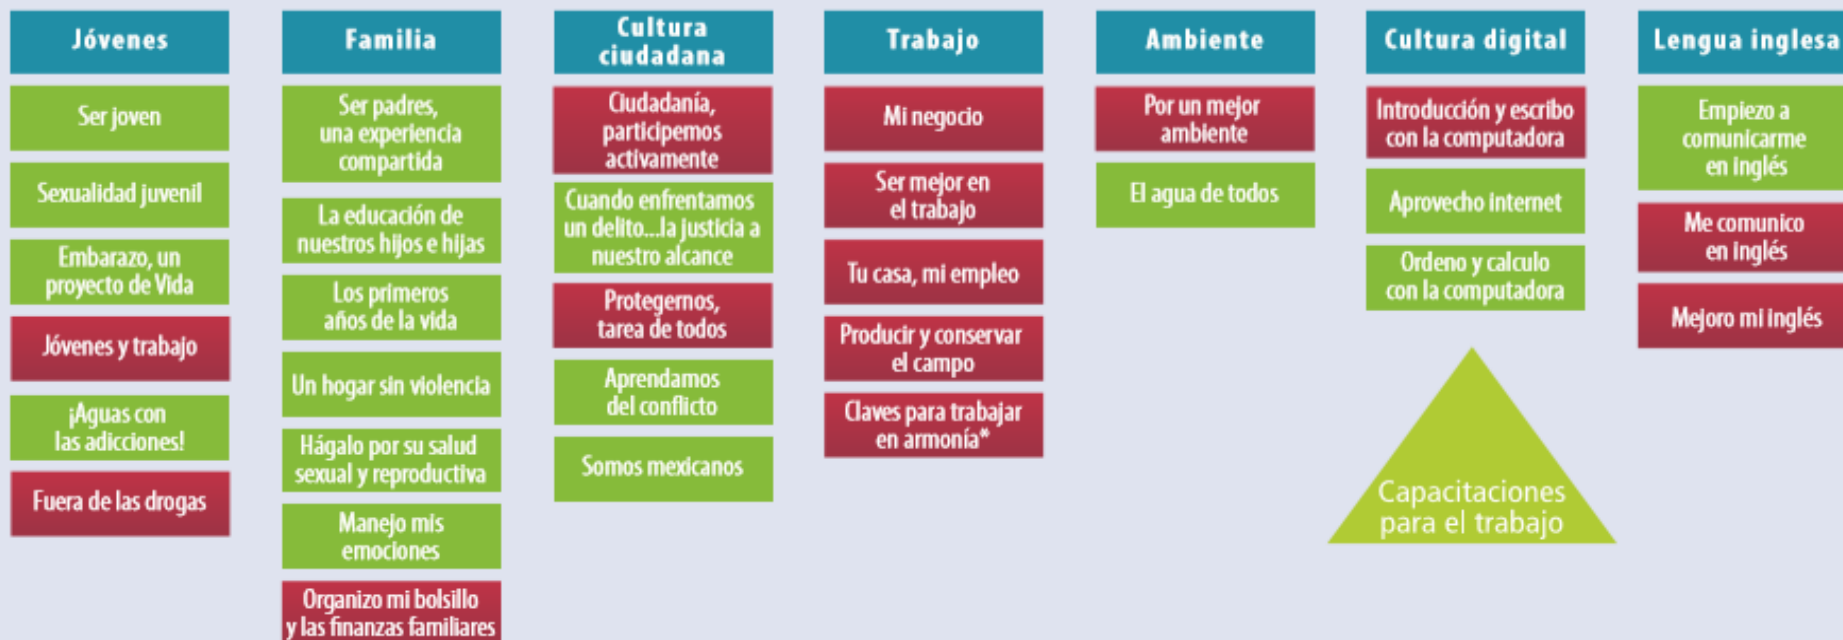 Jóvenes
Ser joven
Sexualidad juvenil
Embarazo, un
proyecto de Vida
Jóvenes y trabajo
¡Aguas con
las adicciones!
Fuera de las drogas
Familia
Ser padres,
una experiencia
compartida
La educación de
nuestros hijos e hijas
Los primeros
años de la vida
Un hogar sin violencia
Hágalo por su salud
sexual y reproductiva
Manejo mis
emociones
Organizo mi bolsillo
y las finanzas familiares
Cultura
ciudadana
Ciudadanía,
participemos
activamente
Cuando enfrentamos
un delito...la justicia a
nuestro alcance
Protegernos,
tarea de todos
Aprendamos
del conflicto
Somos mexicanos
Trabajo
Mi negocio
Ser mejor en
el trabajo
Tu casa, mi empleo
Producir y conservar
el campo
Claves para trabajar
en armonía*
Ambiente
Por un mejor
ambiente
El agua de todos
Cultura digital
Introducción y escribo
con la computadora
Aprovecho internet
Ordeno y calculo
con la computadora
Capacitaciones
para el trabajo
Lengua inglesa
Empiezo a
comunicarme
en inglés
Me comunico
en inglés
Mejoro mi inglés